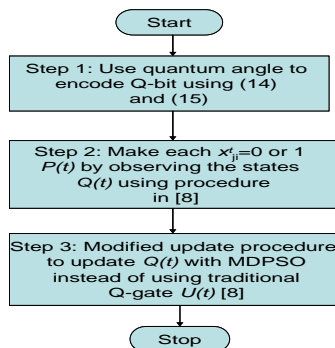 Start
Step 1: Use quantum angle to
encode Q-bit using (14)
and (15)
Step 2: Make each x^t_ji=0 or 1
P(t) by observing the states
Q(t) using procedure
in [8]
Step 3: Modified update procedure
to update Q(t) with MDPSO
instead of using traditional
Q-gate U(t) [8]
Stop